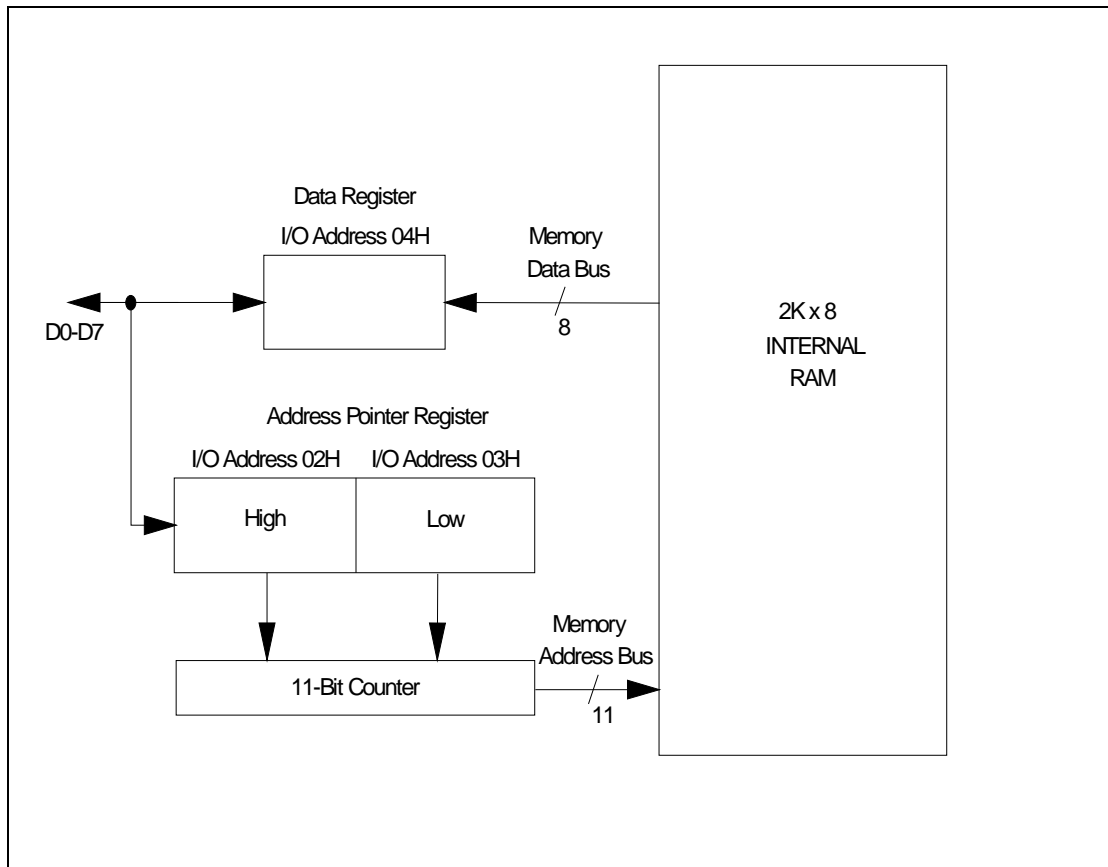 Data Register
I/O Address 04H
Memory
Data Bus
8
D0-D7
2K x 8
INTERNAL
RAM
Address Pointer Register
I/O Address 02H
I/O Address 03H
High
Low
11-Bit Counter
Memory
Address Bus
11